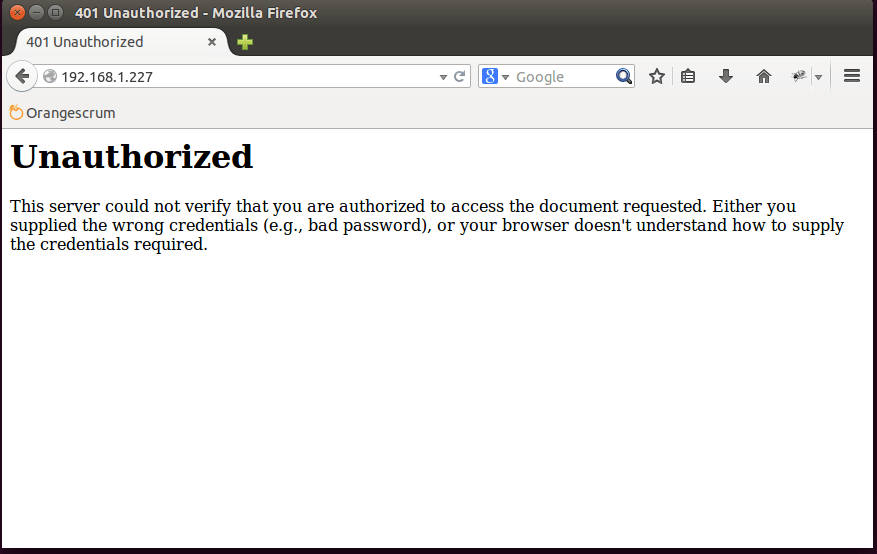 401 Unauthorized - Mozilla Firefox
401 Unauthorized
192.168.1.227
Google
Orangescrum
Unauthorized
This server could not verify that you are authorized to access the document requested. Either you
supplied the wrong credentials (e.g., bad password), or your browser doesn't understand how to supply
the credentials required.